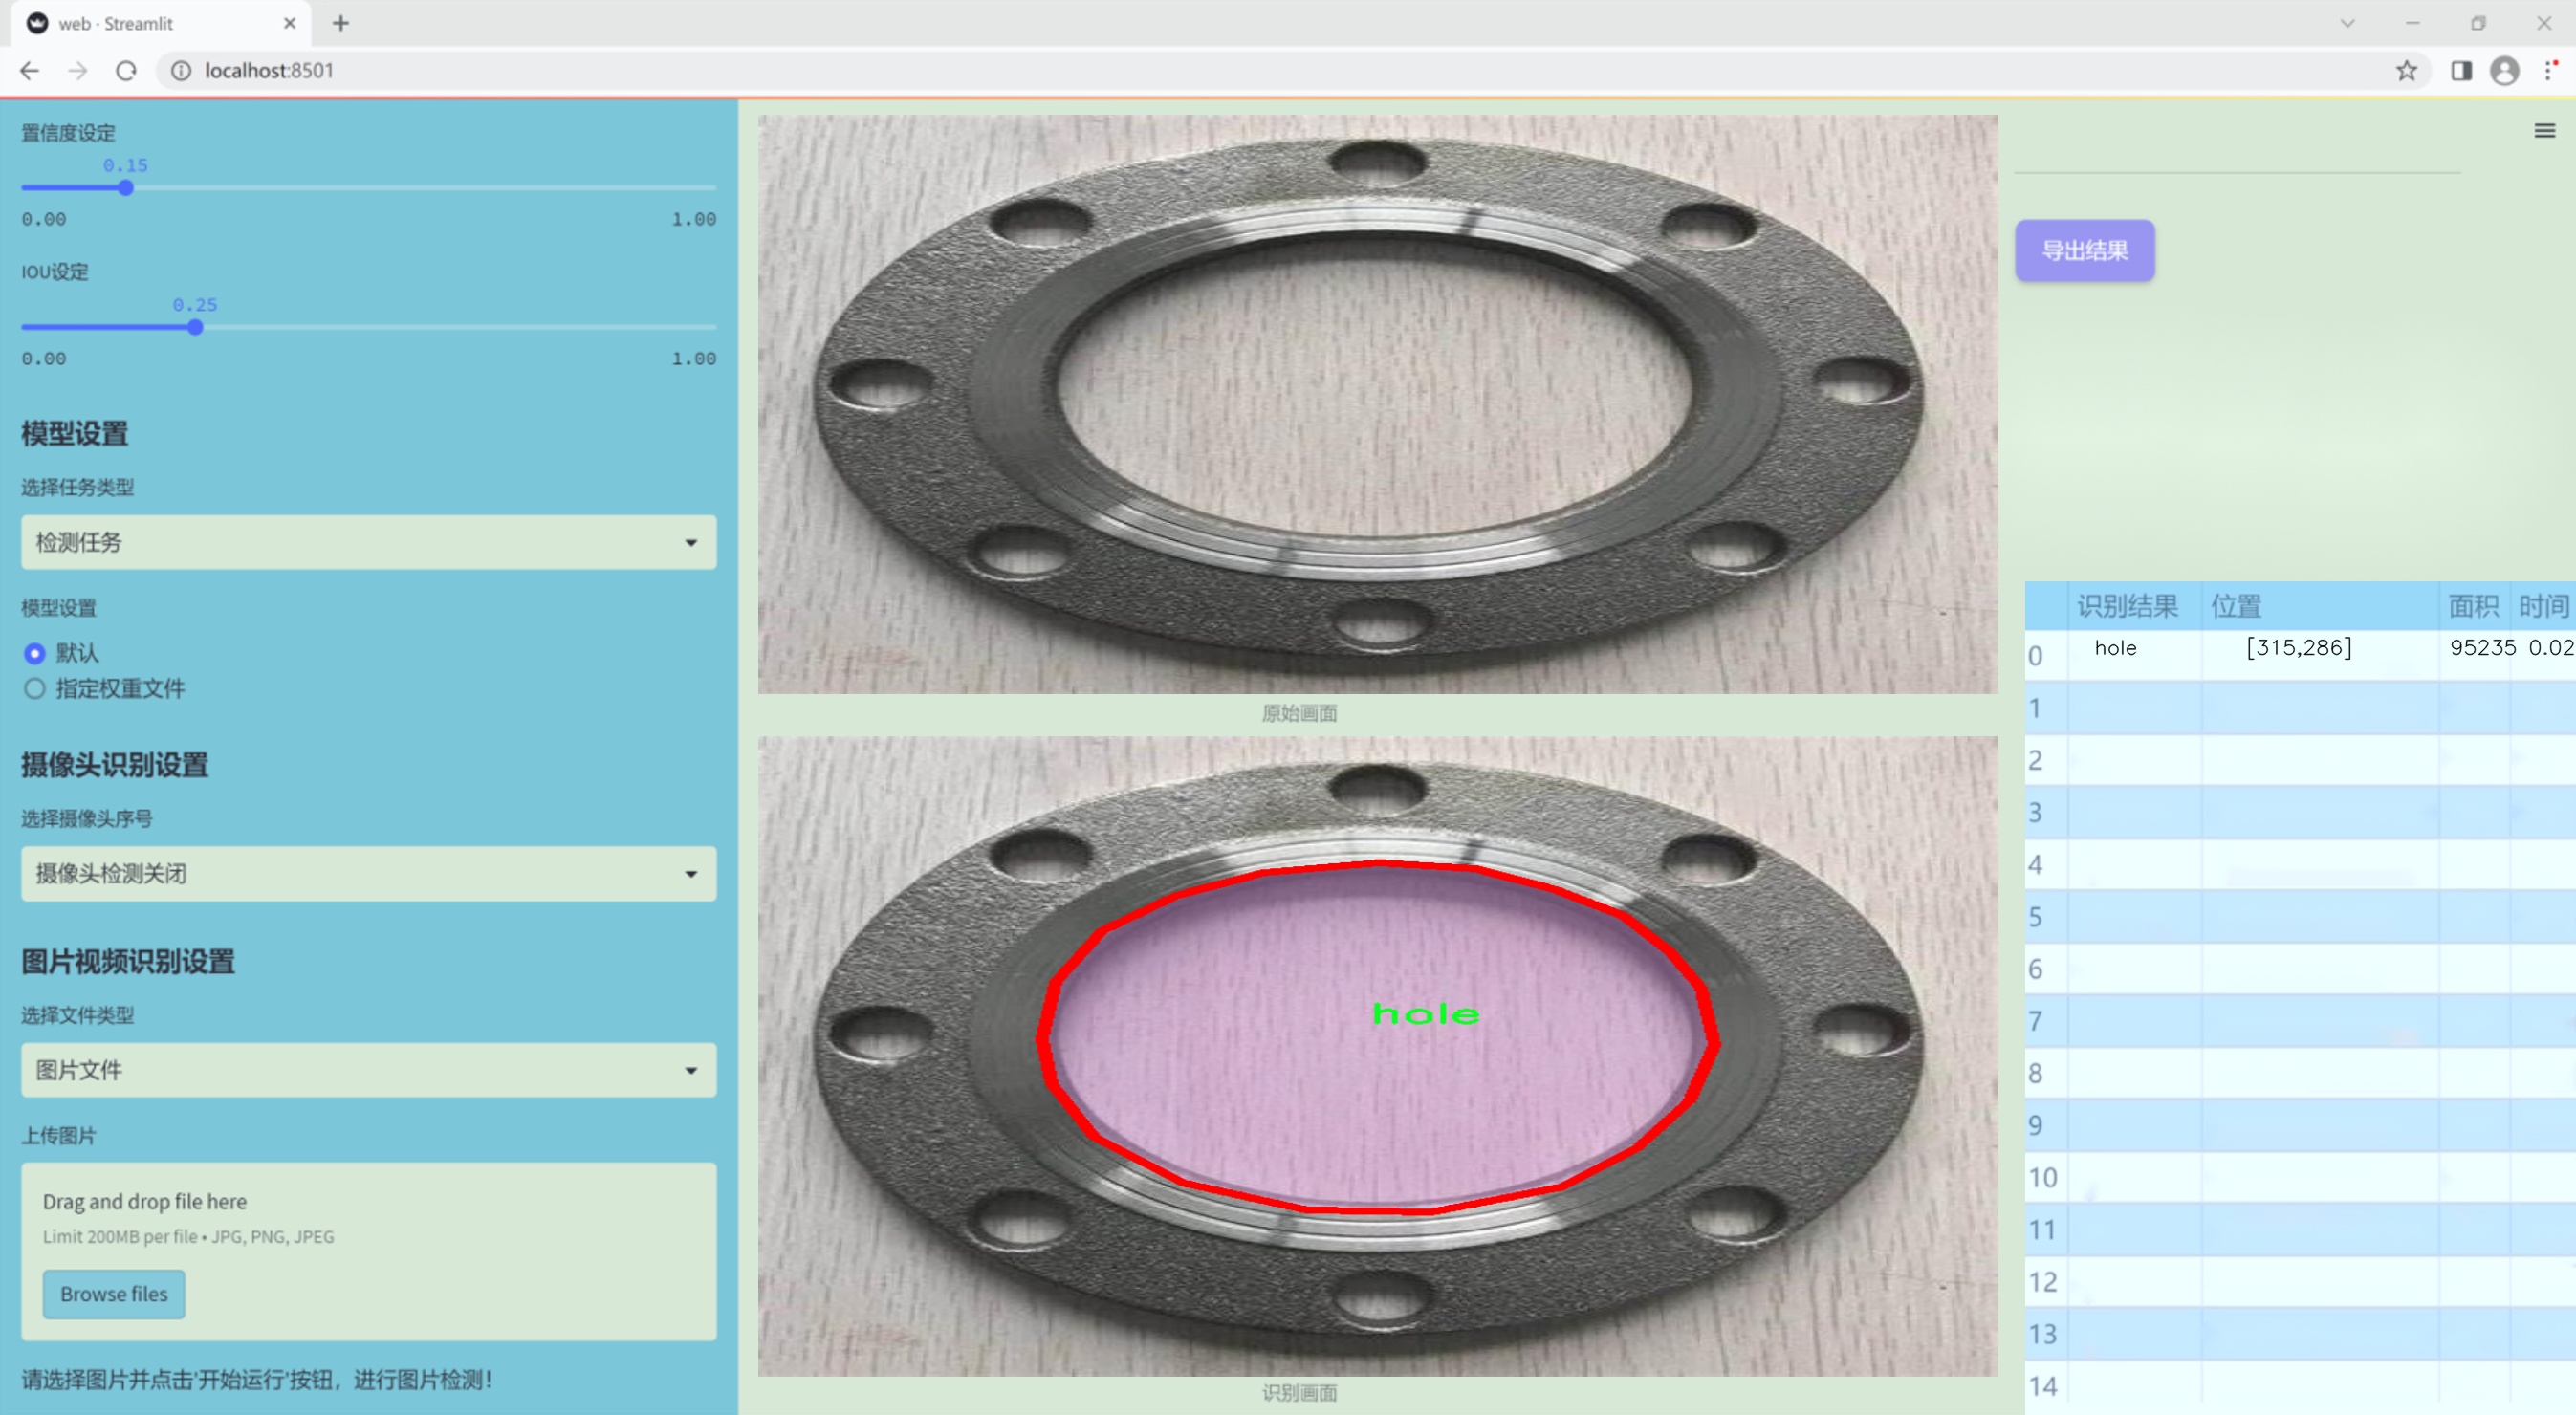 web · Streamlit
localhost:8501
置信度设定
0.15
0.00 1.00
IOU设定
0.25
0.00 1.00
模型设置
选择任务类型
检测任务
模型设置
默认
指定权重文件
摄像头识别设置
选择摄像头序号
摄像头检测关闭
图片视频识别设置
选择文件类型
图片文件
上传图片
Drag and drop file here
Limit 200MB per file • JPG, PNG, JPEG
Browse files
请选择图片并点击'开始运行'按钮，进行图片检测！
原始画面
hole
识别画面
导出结果
识别结果 位置 面积 时间
0 hole [315,286] 95235 0.02
1
2
3
4
5
6
7
8
9
10
11
12
13
14